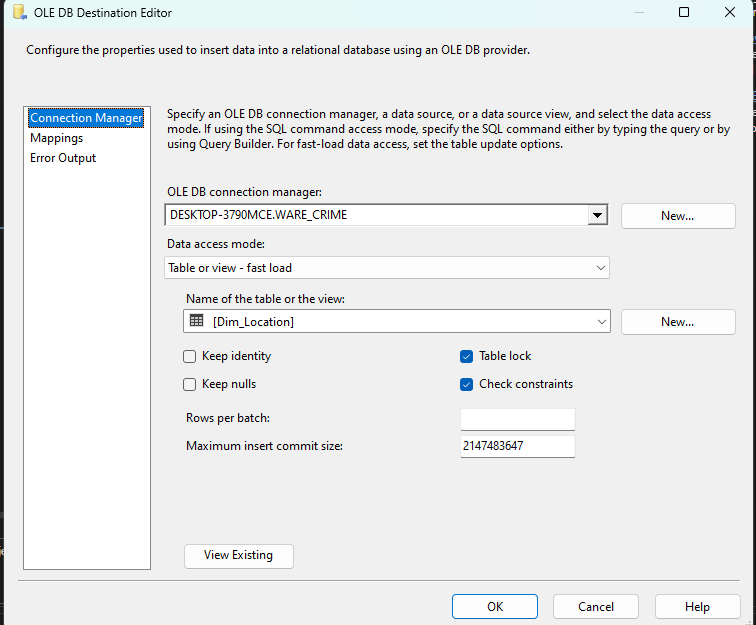 OLE DB Destination Editor
Configure the properties used to insert data into a relational database using an OLE DB provider.
Connection Manager
Mappings
Error Output
Specify an OLE DB connection manager, a data source, or a data source view, and select the data access
mode. If using the SQL command access mode, specify the SQL command either by typing the query or by
using Query Builder. For fast-load data access, set the table update options.
OLE DB connection manager:
DESKTOP-3790MCE.WARE_CRIME
New...
Data access mode:
Table or view - fast load
Name of the table or the view:
[Dim_Location]
New...
Keep identity
Table lock
Keep nulls
Check constraints
Rows per batch:
Maximum insert commit size:
2147483647
View Existing
OK
Cancel
Help